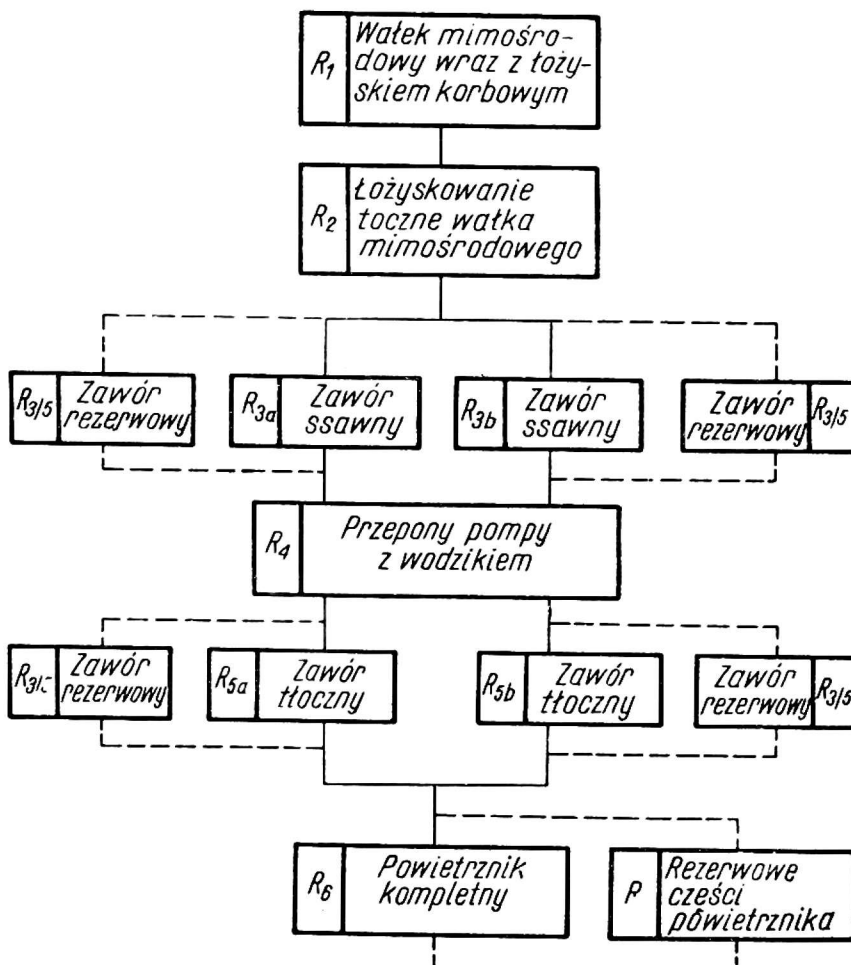 R1
Wałek mimośro-
dowy wraz z łoży-
skiem korbowym
R2
Łożyskowanie
toczne wałka
mimośrodowego
R3/5
Zawór
rezerwowy
R3a
Zawór
ssawny
R3b
Zawór
ssawny
Zawór
rezerwowy
R3/5
R4
Przepony pompy
z wodzikiem
Zawór
rezerwowy
R5a
Zawór
tłoczny
R5b
Zawór
tłoczny
Zawór
rezerwowy
R3/5
R6
Powietrznik
kompletny
P
Rezerwowe
części
powietrznika